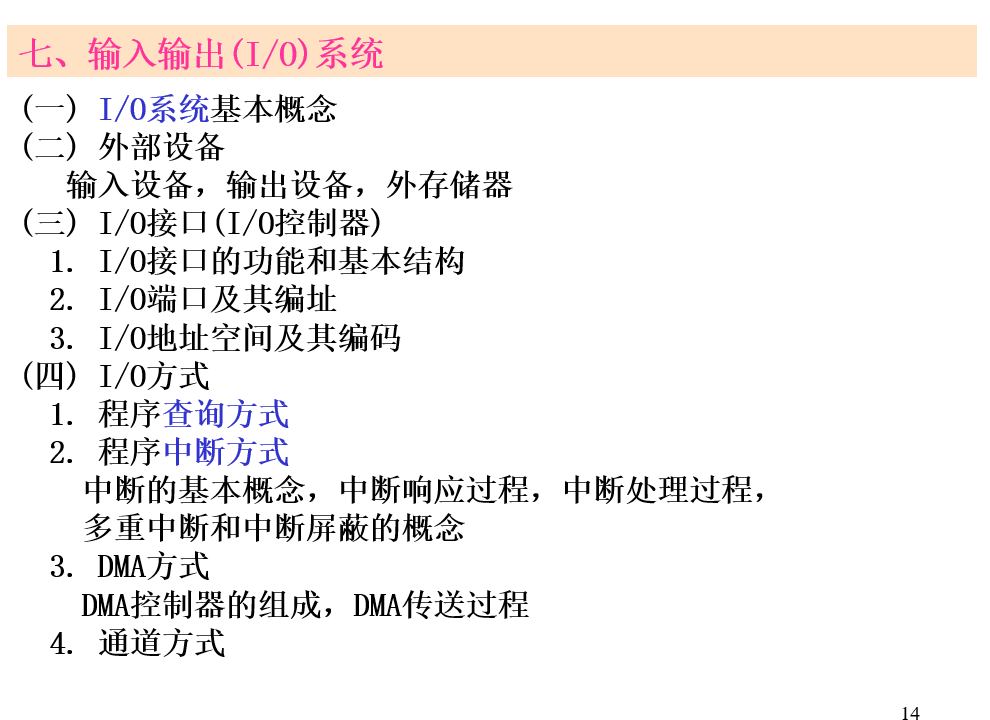 七、输入输出(I/O)系统
(一) I/O系统基本概念
(二) 外部设备
输入设备，输出设备，外存储器
(三) I/O接口(I/O控制器)
1. I/O接口的功能和基本结构
2. I/O端口及其编址
3. I/O地址空间及其编码
(四) I/O方式
1. 程序查询方式
2. 程序中断方式
中断的基本概念，中断响应过程，中断处理过程，
多重中断和中断屏蔽的概念
3. DMA方式
DMA控制器的组成，DMA传送过程
4. 通道方式
14